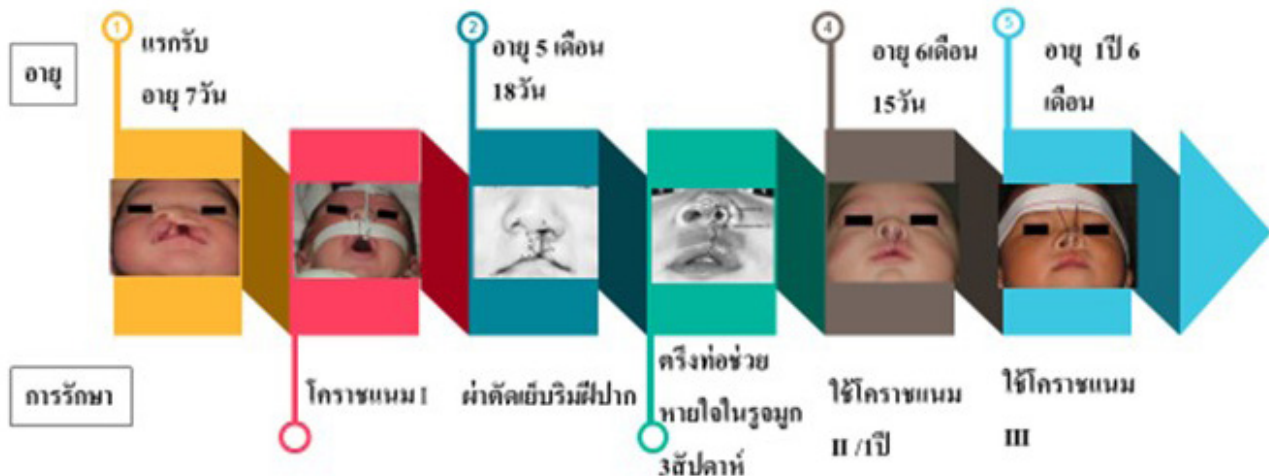 อายุ
1
แรกรับ
อายุ 7วัน
2
อายุ 5 เดือน
18วัน
4
อายุ 6เดือน
15วัน
5
อายุ 1ปี 6
เดือน
การรักษา
โคราชแนม I
ผ่าตัดเย็บริมฝีปาก
ตรึงท่อช่วย
หายใจในรูจมูก
3สัปดาห์
ใช้โคราชแนม
II /1ปี
ใช้โคราชแนม
III